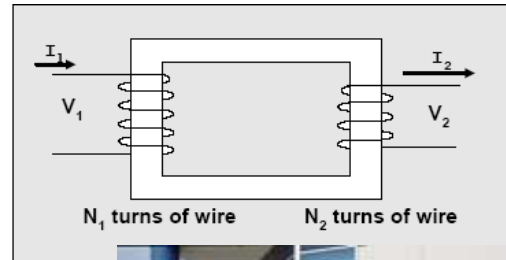 I₁ I₂
V₁ V₂
N₁ turns of wire N₂ turns of wire